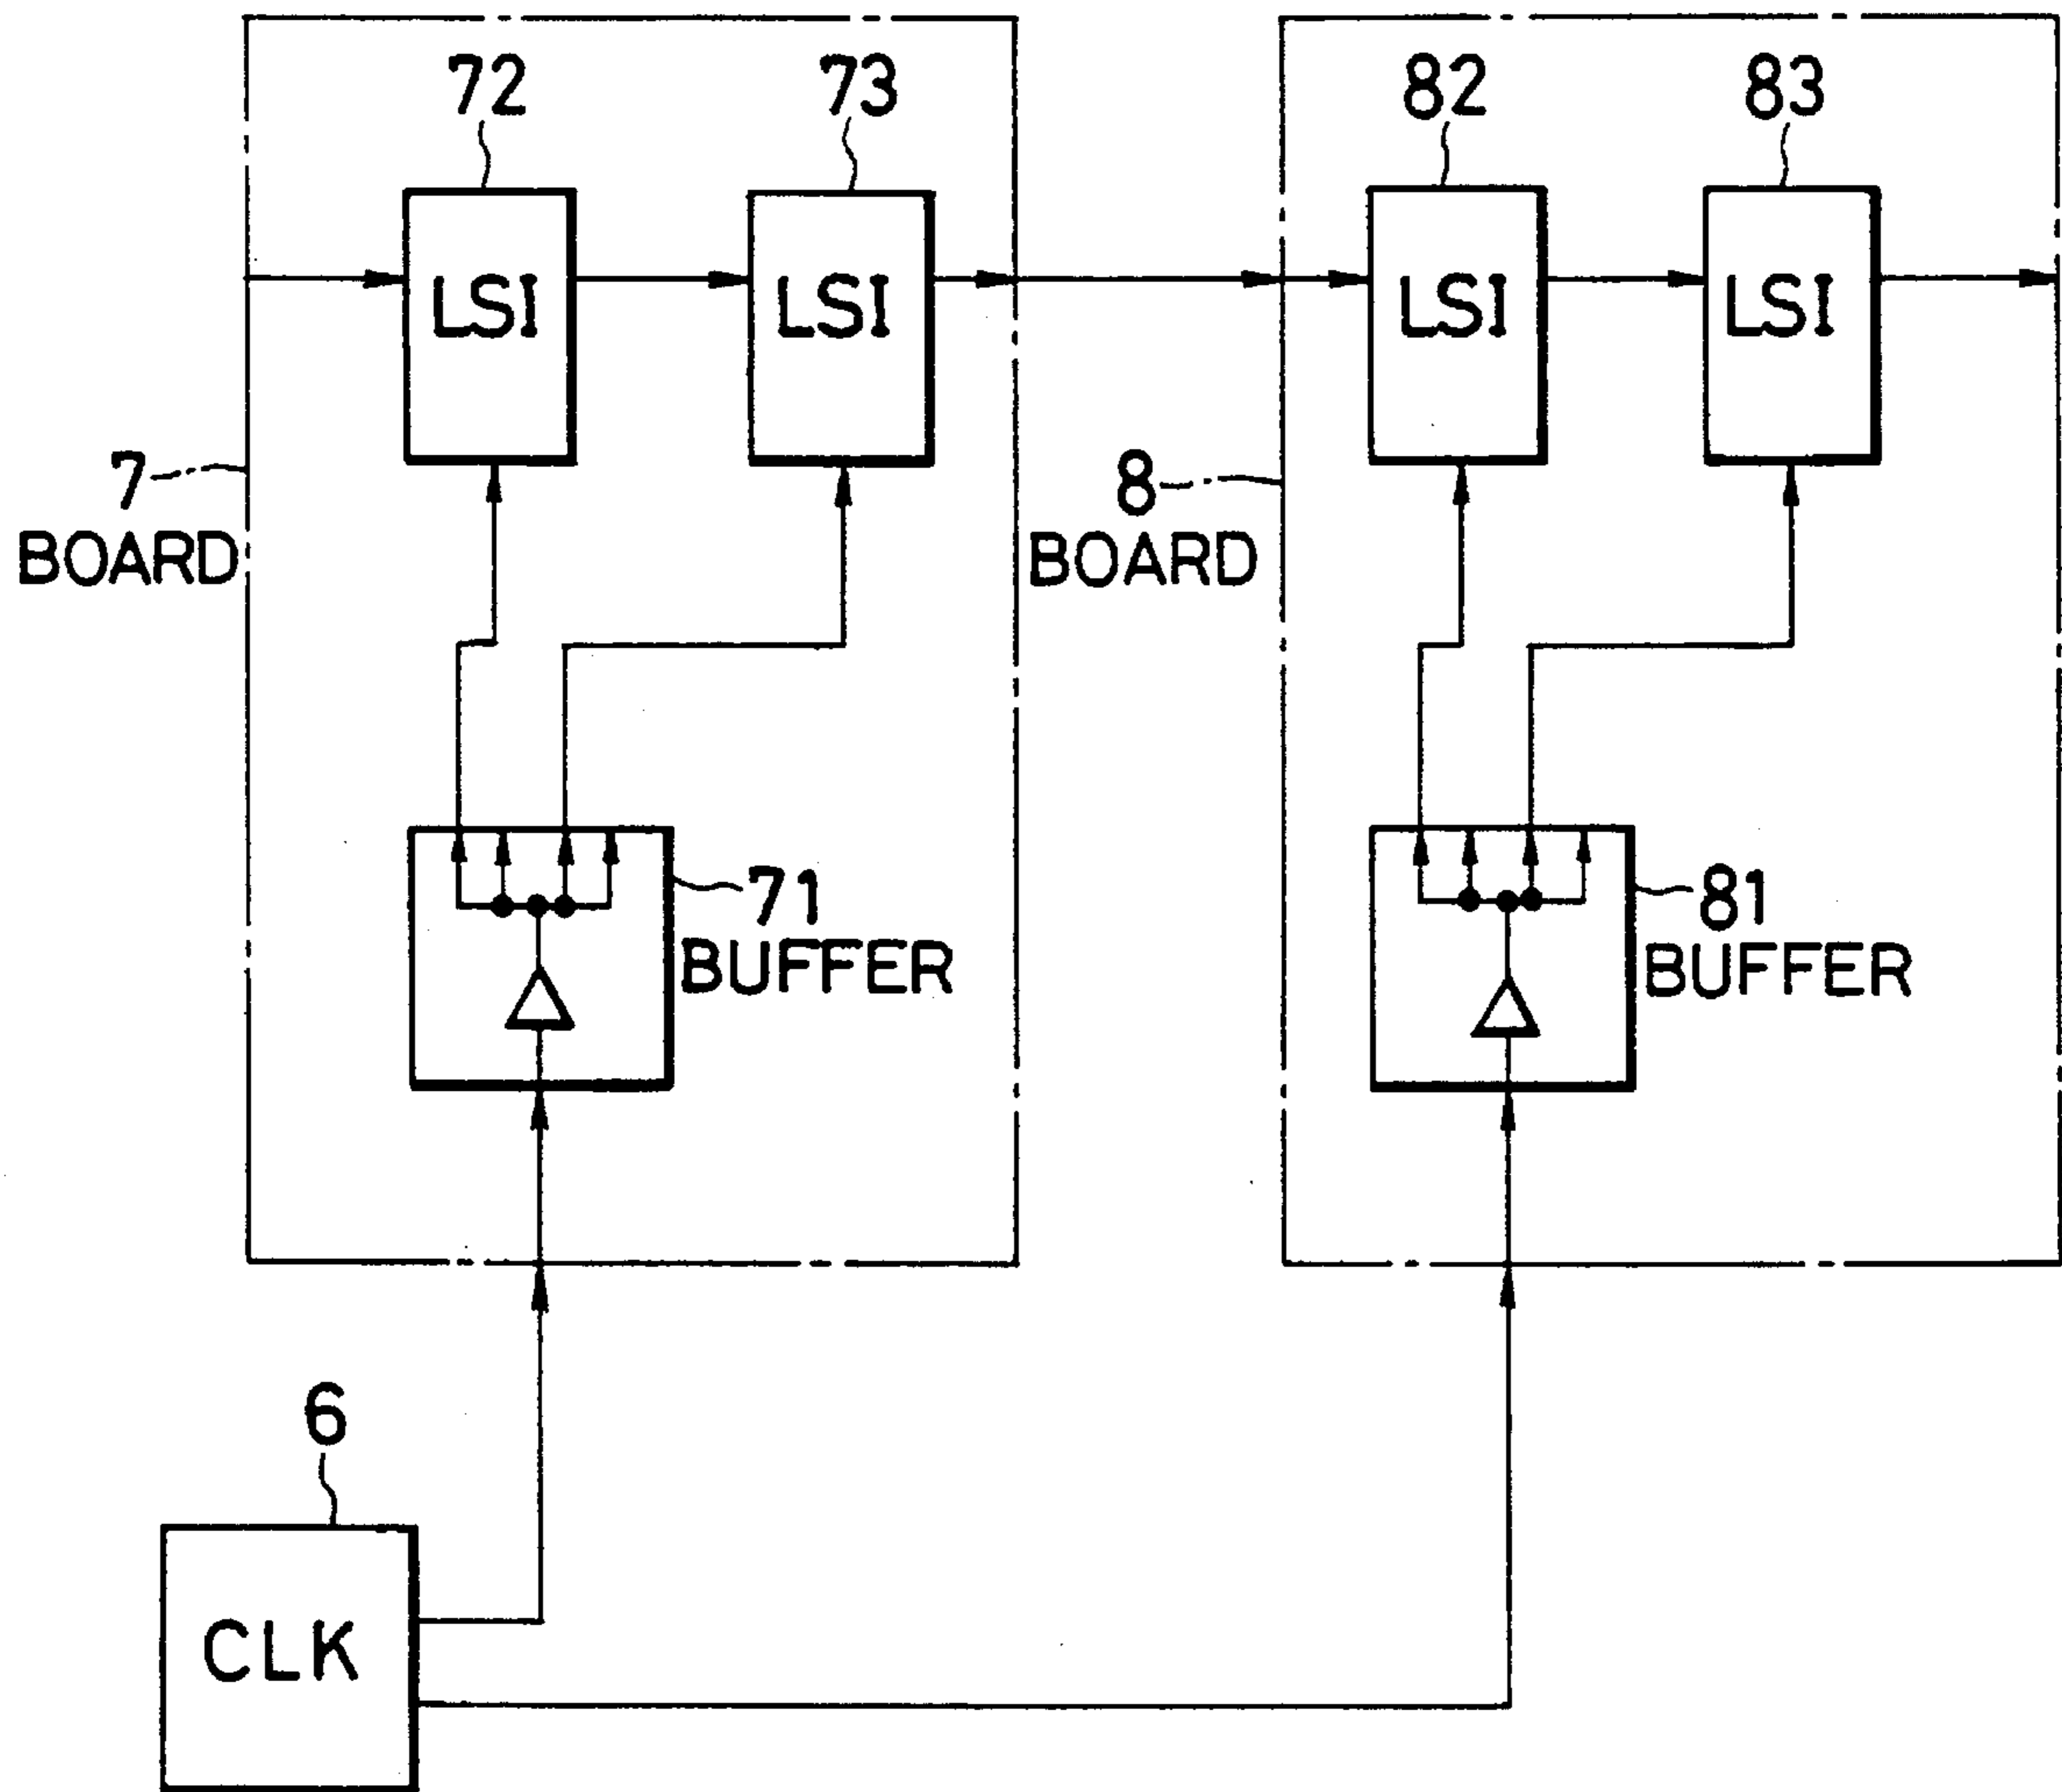 72
73
82
83
LSI
LSI
LSI
LSI
7
BOARD
8
BOARD
71
BUFFER
81
BUFFER
6
CLK